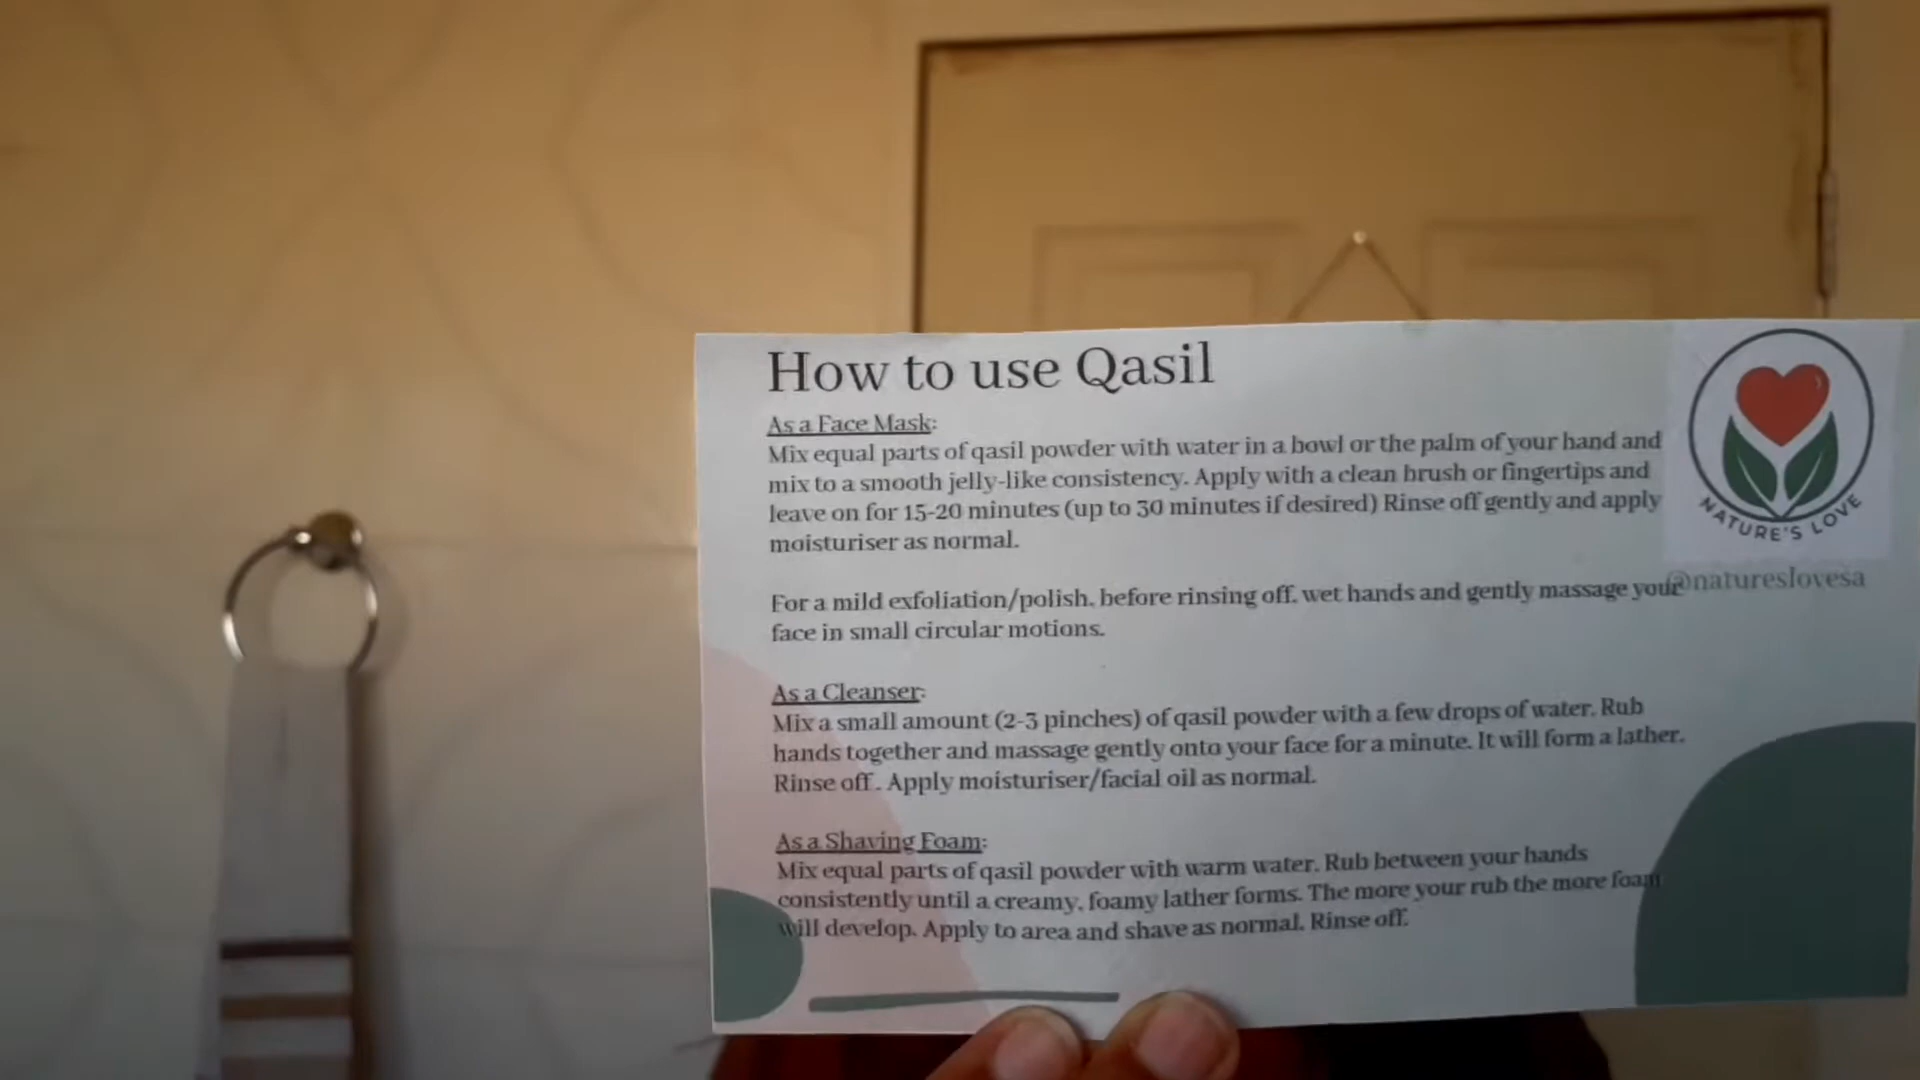 How to use Qasil
As a Face Mask:
Mix equal parts of qasil powder with water in a bowl or the palm of your hand and
mix to a smooth jelly-like consistency. Apply with a clean brush or fingertips and
leave on for 15-20 minutes (up to 30 minutes if desired) Rinse off gently and apply
moisturiser as normal.
For a mild exfoliation/polish, before rinsing off, wet hands and gently massage your
face in small circular motions.
As a Cleanser:
Mix a small amount (2-3 pinches) of qasil powder with a few drops of water. Rub
hands together and massage gently onto your face for a minute. It will form a lather.
Rinse off. Apply moisturiser/facial oil as normal.
As a Shaving Foam:
Mix equal parts of qasil powder with warm water. Rub between your hands
consistently until a creamy, foamy lather forms. The more your rub the more foam
will develop. Apply to area and shave as normal. Rinse off.
NATURE'S LOVE
@natureslovesa